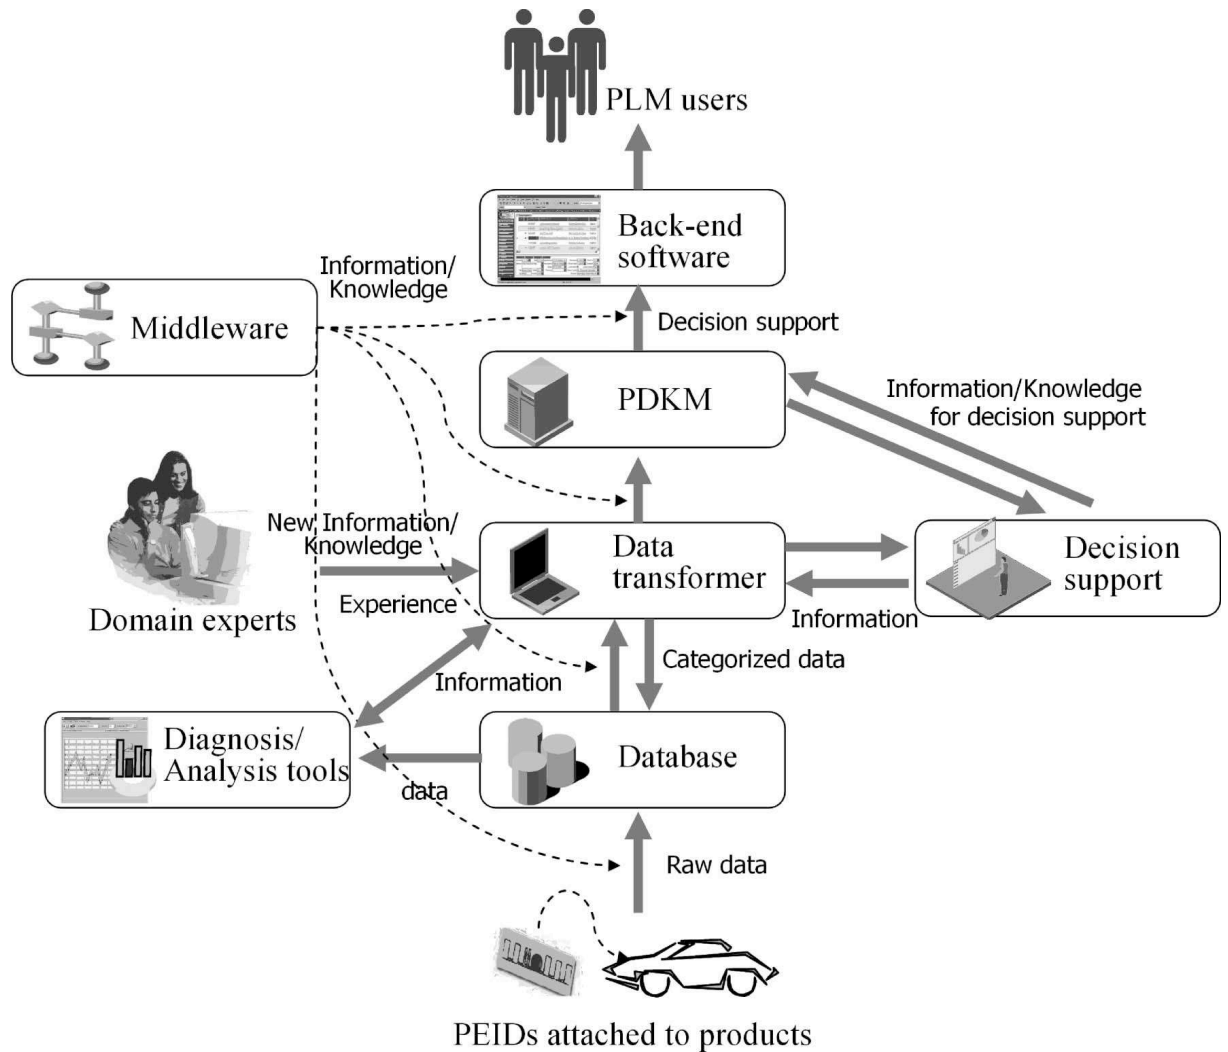 PLM users
Back-end
software
Information/
Knowledge
Middleware
Decision support
PDKM
Information/Knowledge
for decision support
New Information/
Knowledge
Data
transformer
Decision
support
Experience
Domain experts
Information
Categorized data
Information
Diagnosis/
Analysis tools
Database
data
Raw data
PEIDs attached to products